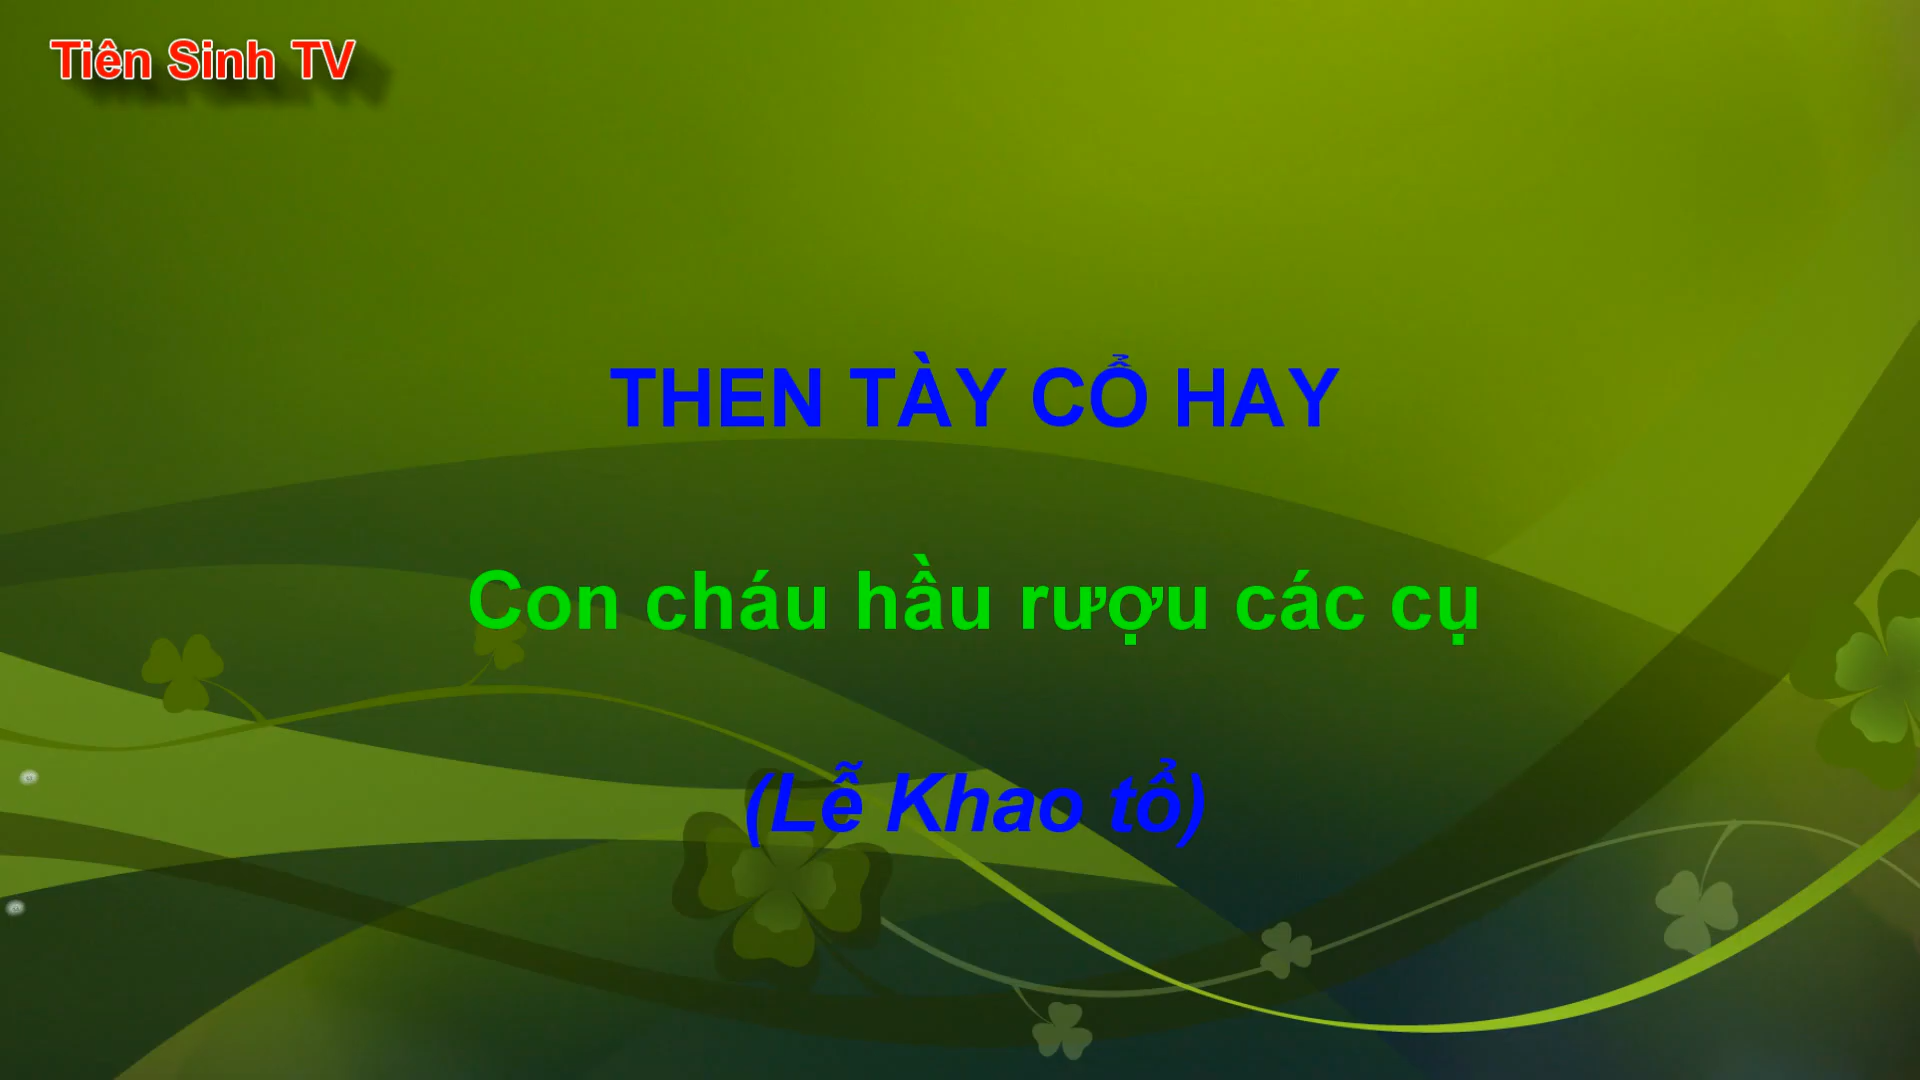 Tiên Sinh TV
THEN TÀY CỔ HAY
Con cháu hầu rượu các cụ
(Lễ Khao tổ)